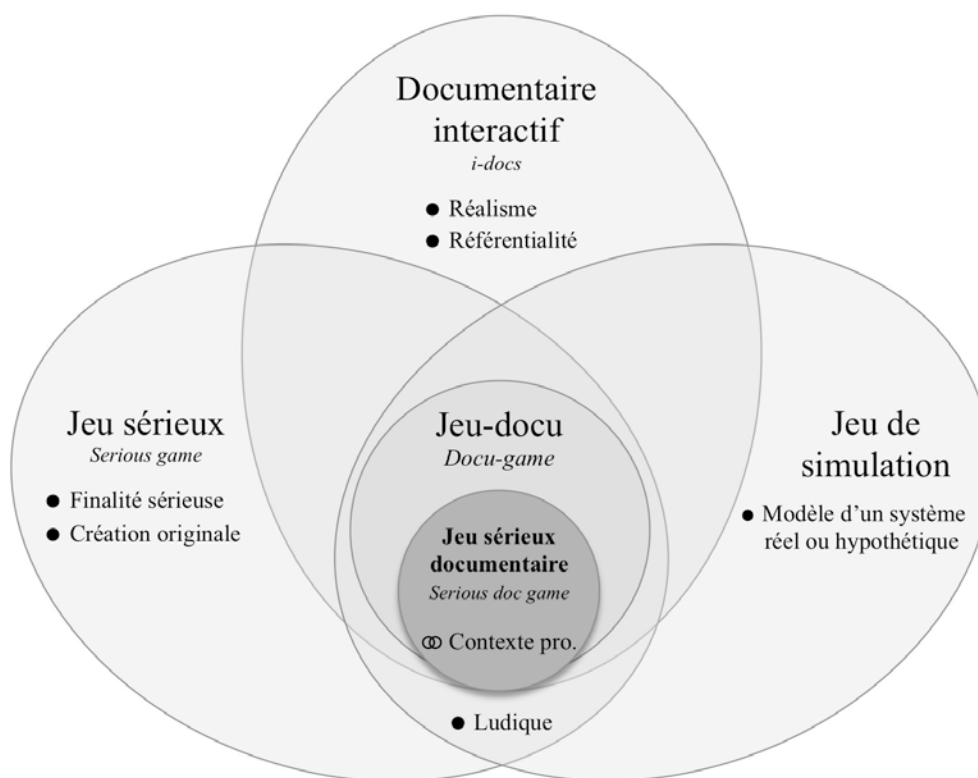 Documentaire
interactif
i-docs
● Réalisme
● Référentialité
Jeu sérieux
Serious game
● Finalité sérieuse
● Création originale
Jeu-docu
Docu-game
Jeu sérieux
documentaire
Serious doc game
Contexte pro.
Jeu de
simulation
● Modèle d’un système
réel ou hypothétique
● Ludique